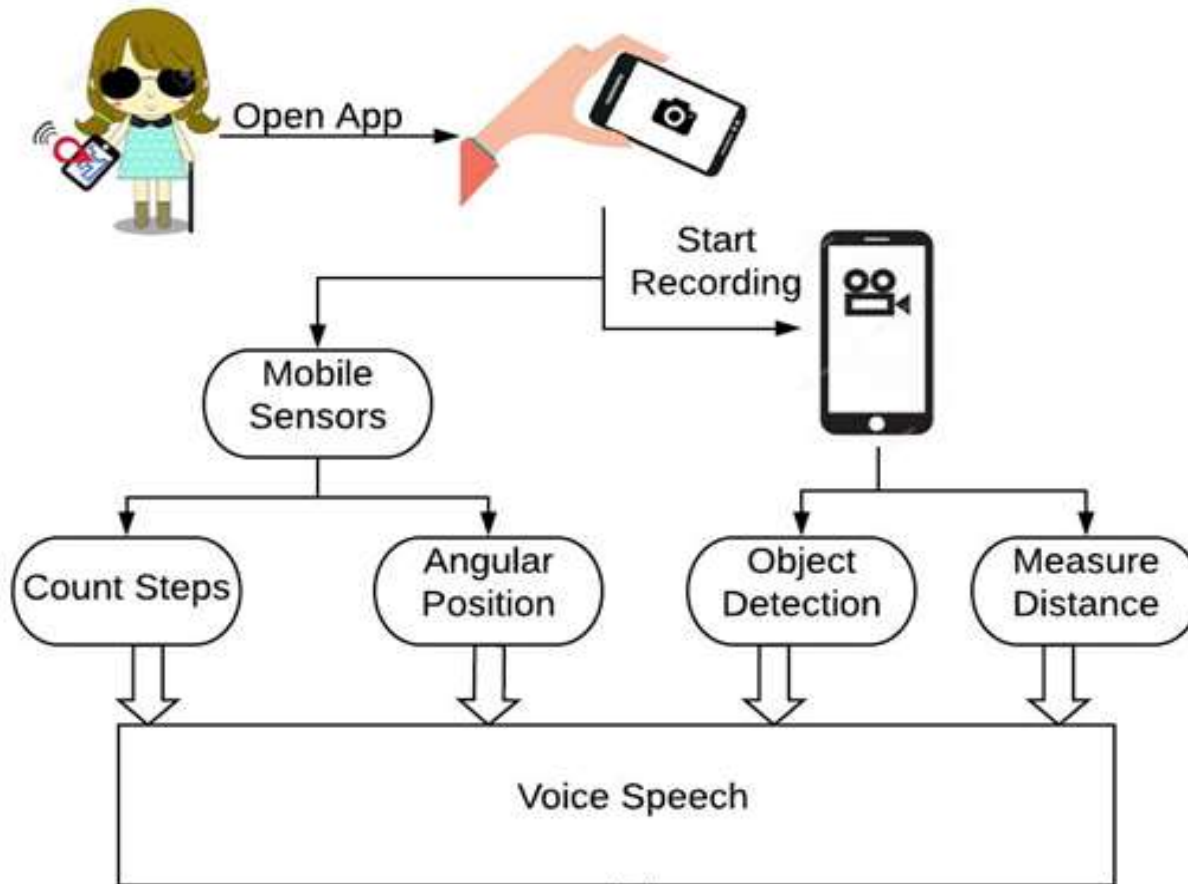 Open App
Start
Recording
Mobile
Sensors
Count Steps
Angular
Position
Object
Detection
Measure
Distance
Voice Speech